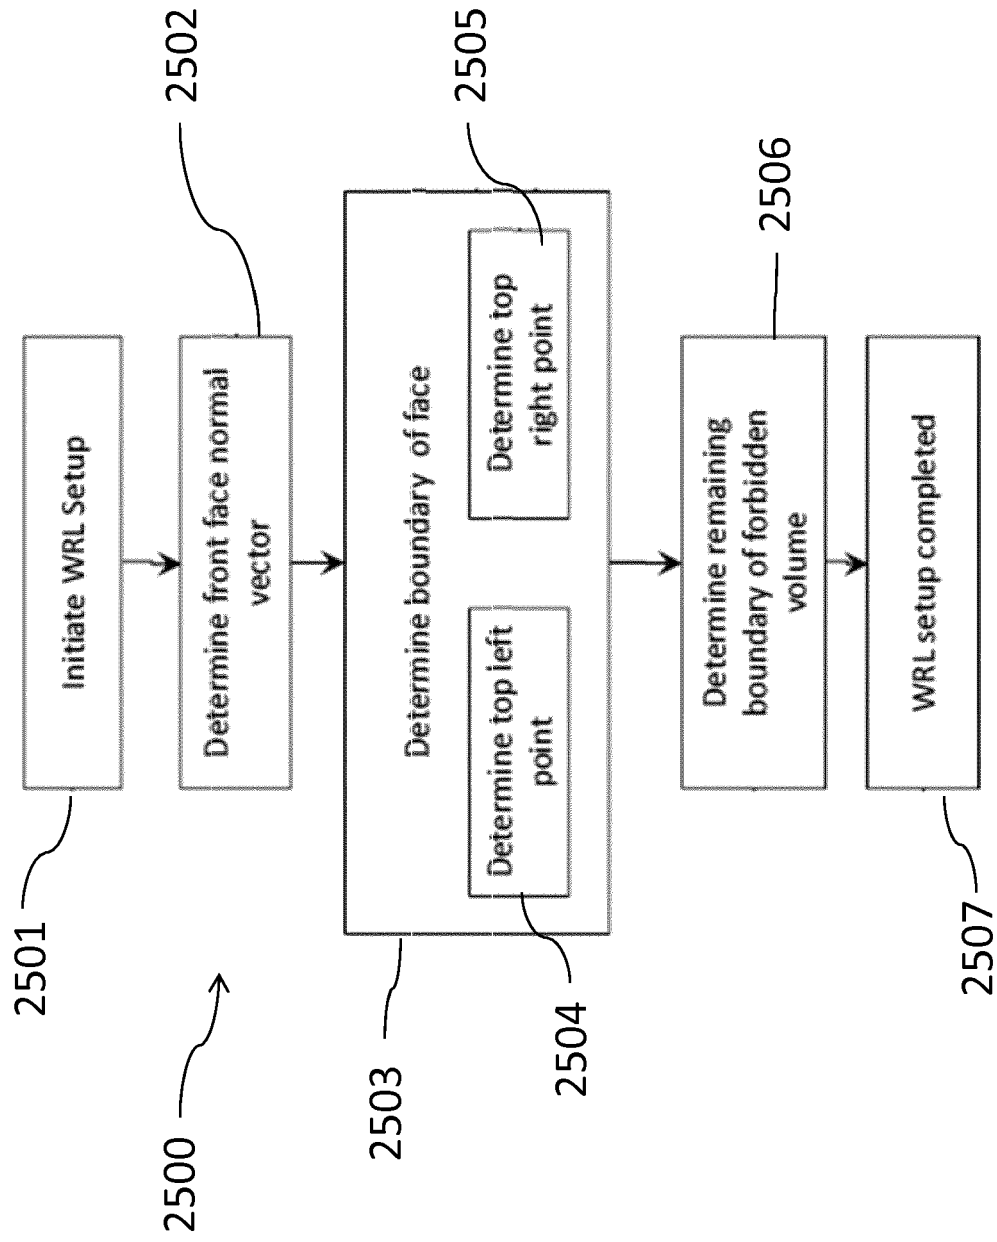 2500
2501
Initiate WRL Setup
2502
Determine front face normal
vector
2503
Determine boundary of face
2504
Determine top left
point
2505
Determine top
right point
2506
Determine remaining
boundary of forbidden
volume
2507
WRL setup completed